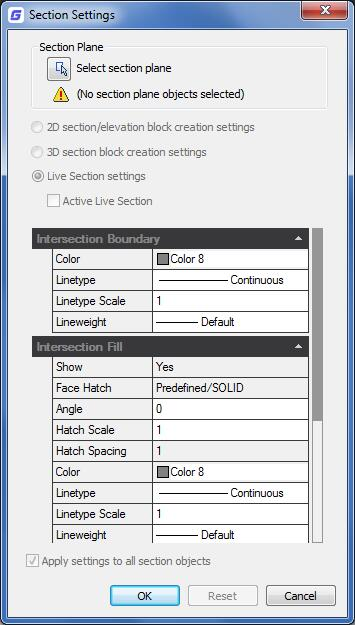 Section Settings
Section Plane
Select section plane
(No section plane objects selected)
2D section/elevation block creation settings
3D section block creation settings
Live Section settings
Active Live Section
Intersection Boundary
Color Color 8
Linetype Continuous
Linetype Scale 1
Lineweight Default
Intersection Fill
Show Yes
Face Hatch Predefined/SOLID
Angle 0
Hatch Scale 1
Hatch Spacing 1
Color Color 8
Linetype Continuous
Linetype Scale 1
Lineweight Default
Apply settings to all section objects
OK Reset Cancel